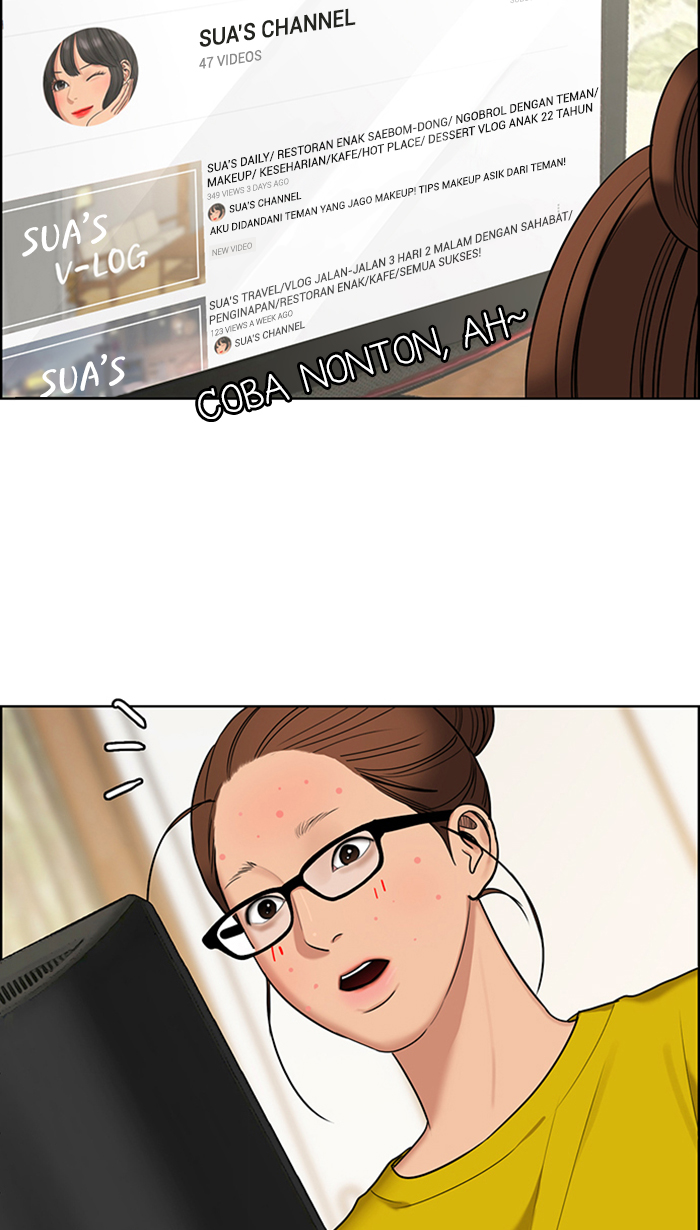 SUA'S CHANNEL
47 VIDEOS
SUA'S DAILY/ RESTORAN ENAK SAEBOM-DONG/ NGOBROL DENGAN TEMAN/
MAKEUP/ KESEHARIAN/KAFE/HOT PLACE/ DESSERT VLOG ANAK 22 TAHUN
349 VIEWS 3 DAYS AGO
SUA'S CHANNEL
AKU DIDANDANI TEMAN YANG JAGO MAKEUP! TIPS MAKEUP ASIK DARI TEMAN!
NEW VIDEO
SUA'S
V-LOG
SUA'S TRAVEL/VLOG JALAN-JALAN 3 HARI 2 MALAM DENGAN SAHABAT/
PENGINAPAN/RESTORAN ENAK/KAFE/SEMUA SUKSES!
123 VIEWS A WEEK AGO
SUA'S CHANNEL
SUA'S
COBA NONTON, AH~